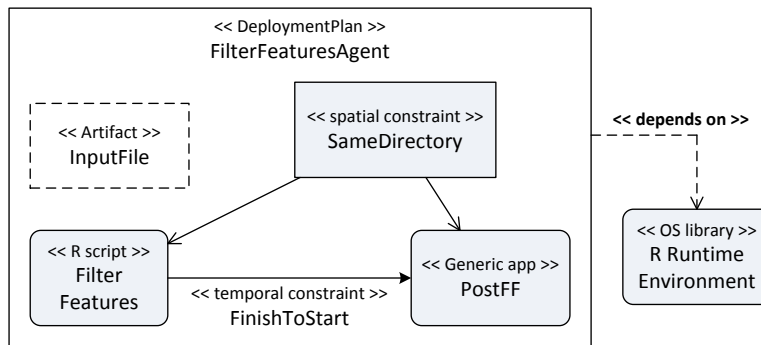 << DeploymentPlan >>
FilterFeaturesAgent
<< Artifact >>
InputFile
<< spatial constraint >>
SameDirectory
<< depends on >>
<< R script >>
Filter
Features
<< temporal constraint >>
FinishToStart
<< Generic app >>
PostFF
<< OS library >>
R Runtime
Environment